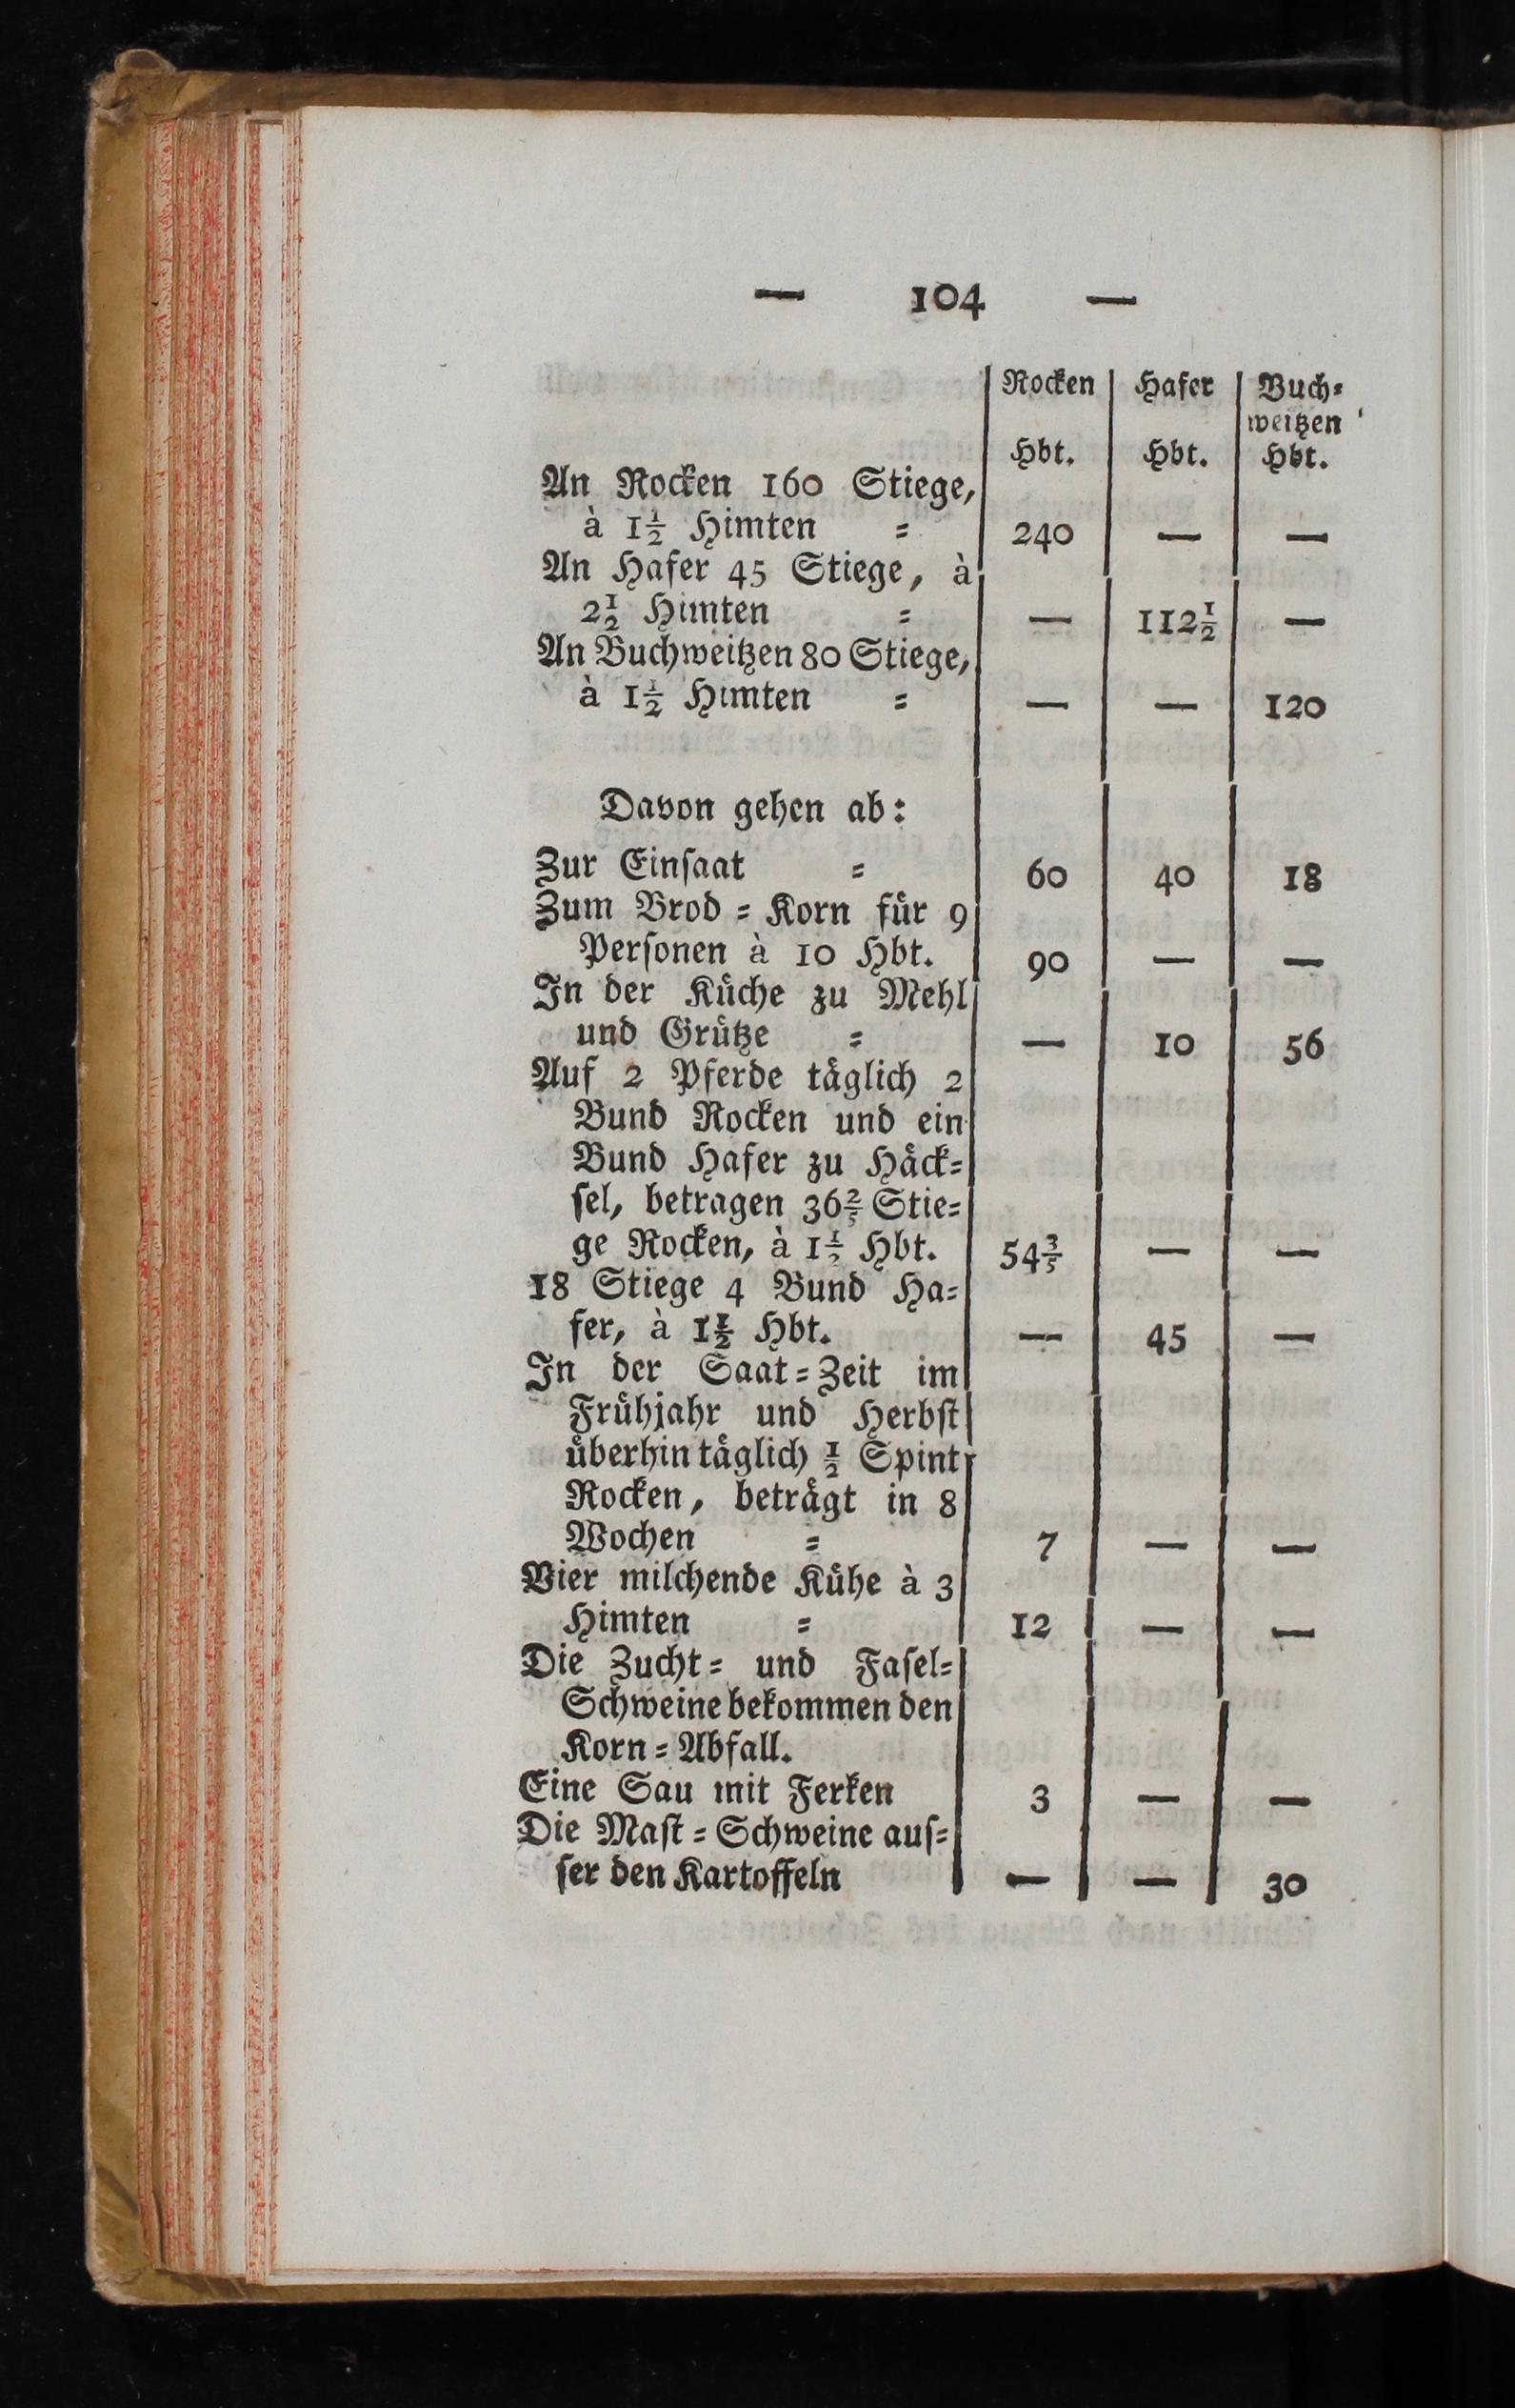 — 104 —
Rocken Hafer Buch=
weitzen
Hbt. Hbt. Hbt.
An Rocken 160 Stiege,
à 1½ Himten = 240 — —
An Hafer 45 Stiege, à
2½ Himten = — 112½ —
An Buchweitzen 80 Stiege,
à 1½ Himten = — — 120
Davon gehen ab:
Zur Einſaat = 60 40 18
Zum Brod = Korn für 9
Perſonen à 10 Hbt. 90 — —
In der Küche zu Mehl
und Grütze = — 10 56
Auf 2 Pferde täglich 2
Bund Rocken und ein
Bund Hafer zu Häck=
ſel, betragen 36⅖ Stie=
ge Rocken, à 1½ Hbt. 54⅗ — —
18 Stiege 4 Bund Ha=
fer, à 1½ Hbt. — 45 —
In der Saat=Zeit im
Frühjahr und Herbſt
überhin täglich ½ Spint
Rocken, beträgt in 8
Wochen = 7 — —
Vier milchende Kühe à 3
Himten = 12 — —
Die Zucht= und Faſel=
Schweine bekommen den
Korn=Abfall.
Eine Sau mit Ferken 3 — —
Die Maſt=Schweine auſ=
ſer den Kartoffeln — — 30